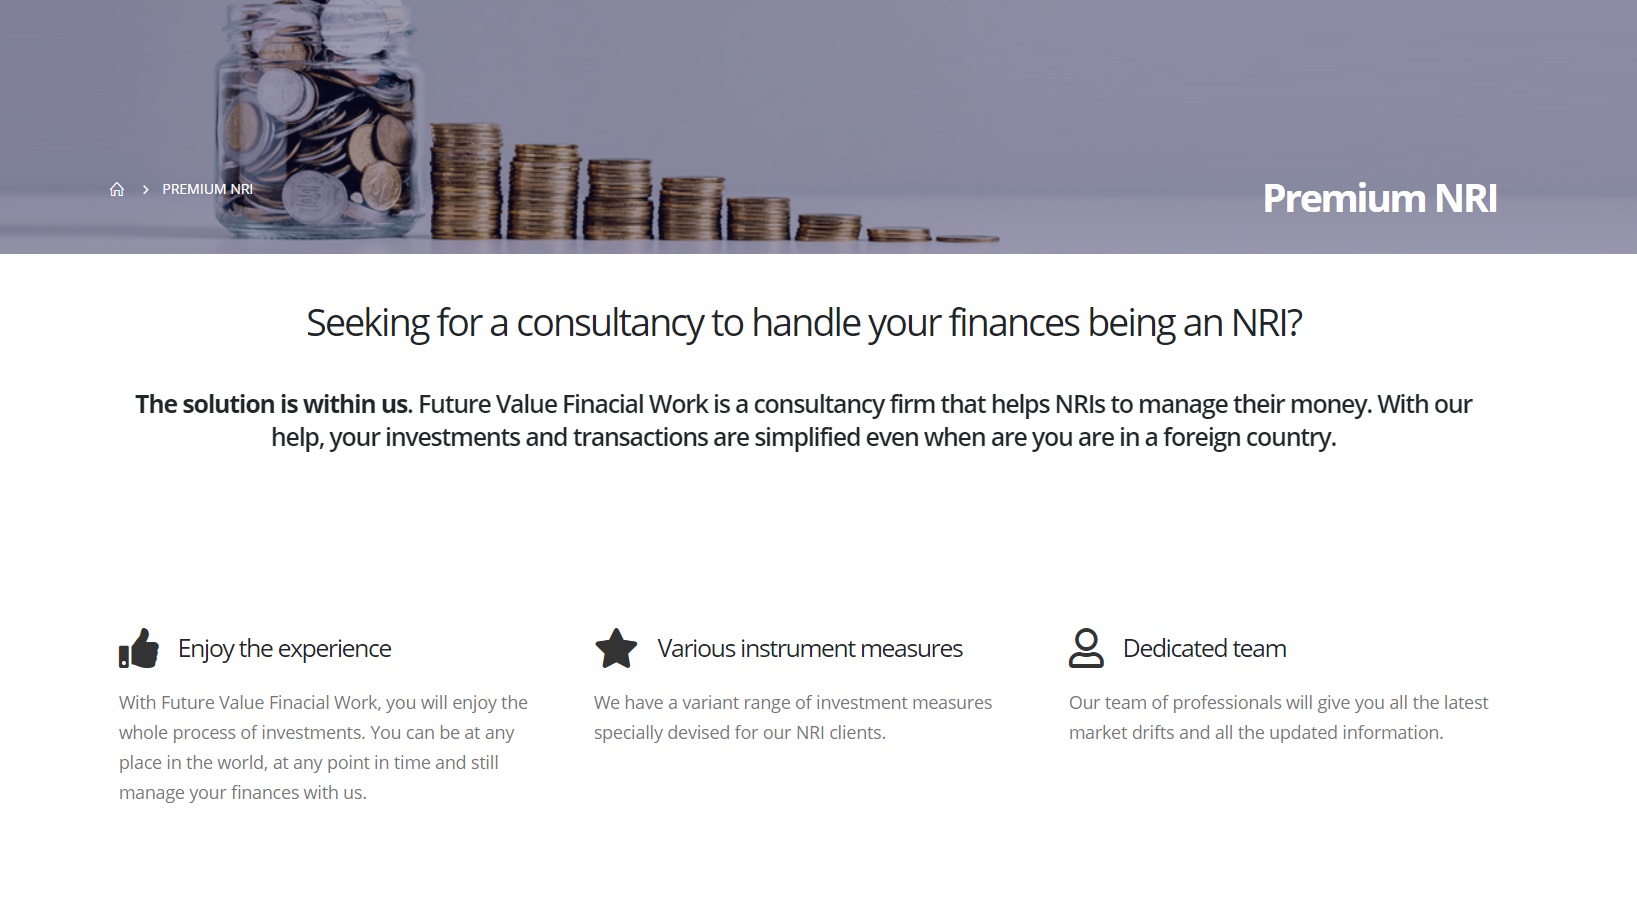 PREMIUM NRI
Premium NRI
Seeking for a consultancy to handle your finances being an NRI?
The solution is within us. Future Value Finacial Work is a consultancy firm that helps NRIs to manage their money. With our
help, your investments and transactions are simplified even when are you are in a foreign country.
Enjoy the experience
With Future Value Finacial Work, you will enjoy the
whole process of investments. You can be at any
place in the world, at any point in time and still
manage your finances with us.
Various instrument measures
We have a variant range of investment measures
specially devised for our NRI clients.
Dedicated team
Our team of professionals will give you all the latest
market drifts and all the updated information.